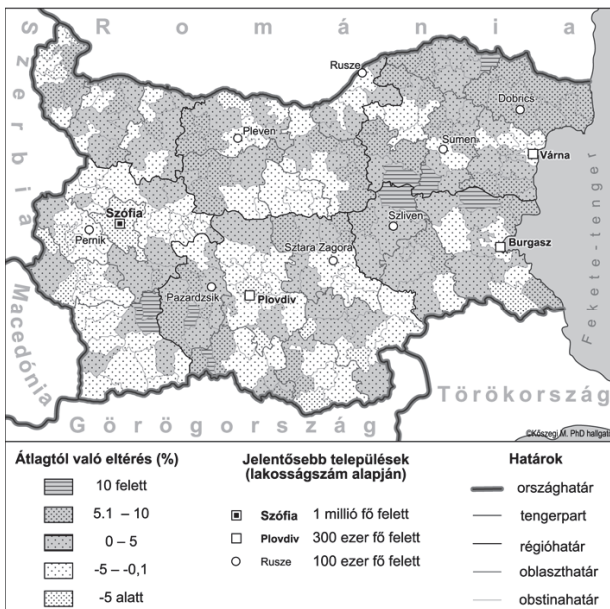 R o m á n i a
Szerbia
Rusze
Dobrics
Pleven
Sumen
Várna
Szófia
Pernik
Szliven
Sztara Zagora
Burgasz
Pazardzsik
Plovdiv
Fekete-tenger
Macedónia
Törökország
Görögország
©Kőszegi M. PhD hallgató
Átlagtól való eltérés (%)
10 felett
5.1 – 10
0 – 5
-5 – -0,1
-5 alatt
Jelentősebb települések
(lakosságszám alapján)
Szófia 1 millió fő felett
Plovdiv 300 ezer fő felett
Rusze 100 ezer fő felett
Határok
országhatár
tengerpart
régióhatár
oblaszthatár
obstinahatár